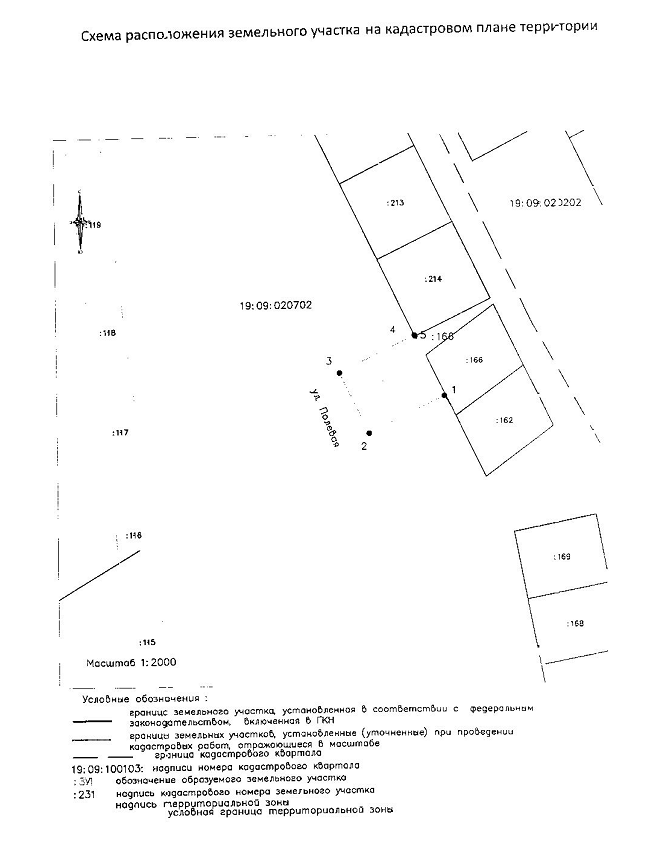 Схема расположения земельного участка на кадастровом плане территории
С
:119
Ю
:213
19:09:020202
:214
19:09:020702
:118
4
5 :166
3
:166
1
ул. Полевая
:162
:117
2
:116
:169
:168
:115
Масштаб 1:2000
Условные обозначения :
границе земельного участка, установленная в соответствии с федеральным
законодательством, включенная в ГКН
границы земельных участков, установленные (уточненные) при проведении
кадастровых работ, отражающиеся в масштабе
граница кадастрового квартала
19:09:100103: надписи номера кадастрового квартала
:ЗУ1 обозначение образуемого земельного участка
:231 надпись кадастрового номера земельного участка
надпись территориальной зоны
условная граница территориальной зоны